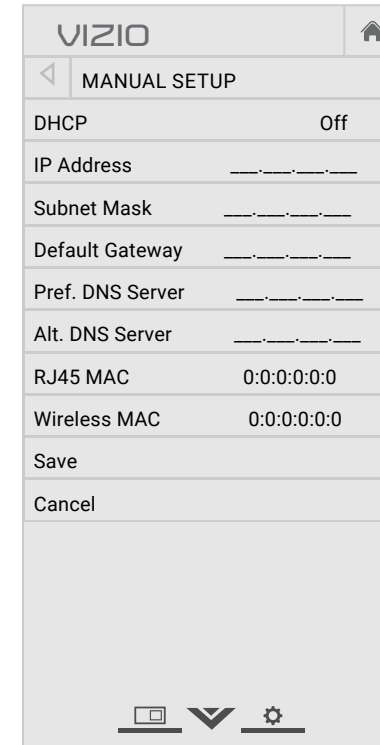 VIZIO
MANUAL SETUP
DHCP Off
IP Address ___.___.___.___
Subnet Mask ___.___.___.___
Default Gateway ___.___.___.___
Pref. DNS Server ___.___.___.___
Alt. DNS Server ___.___.___.___
RJ45 MAC 0:0:0:0:0:0
Wireless MAC 0:0:0:0:0:0
Save
Cancel